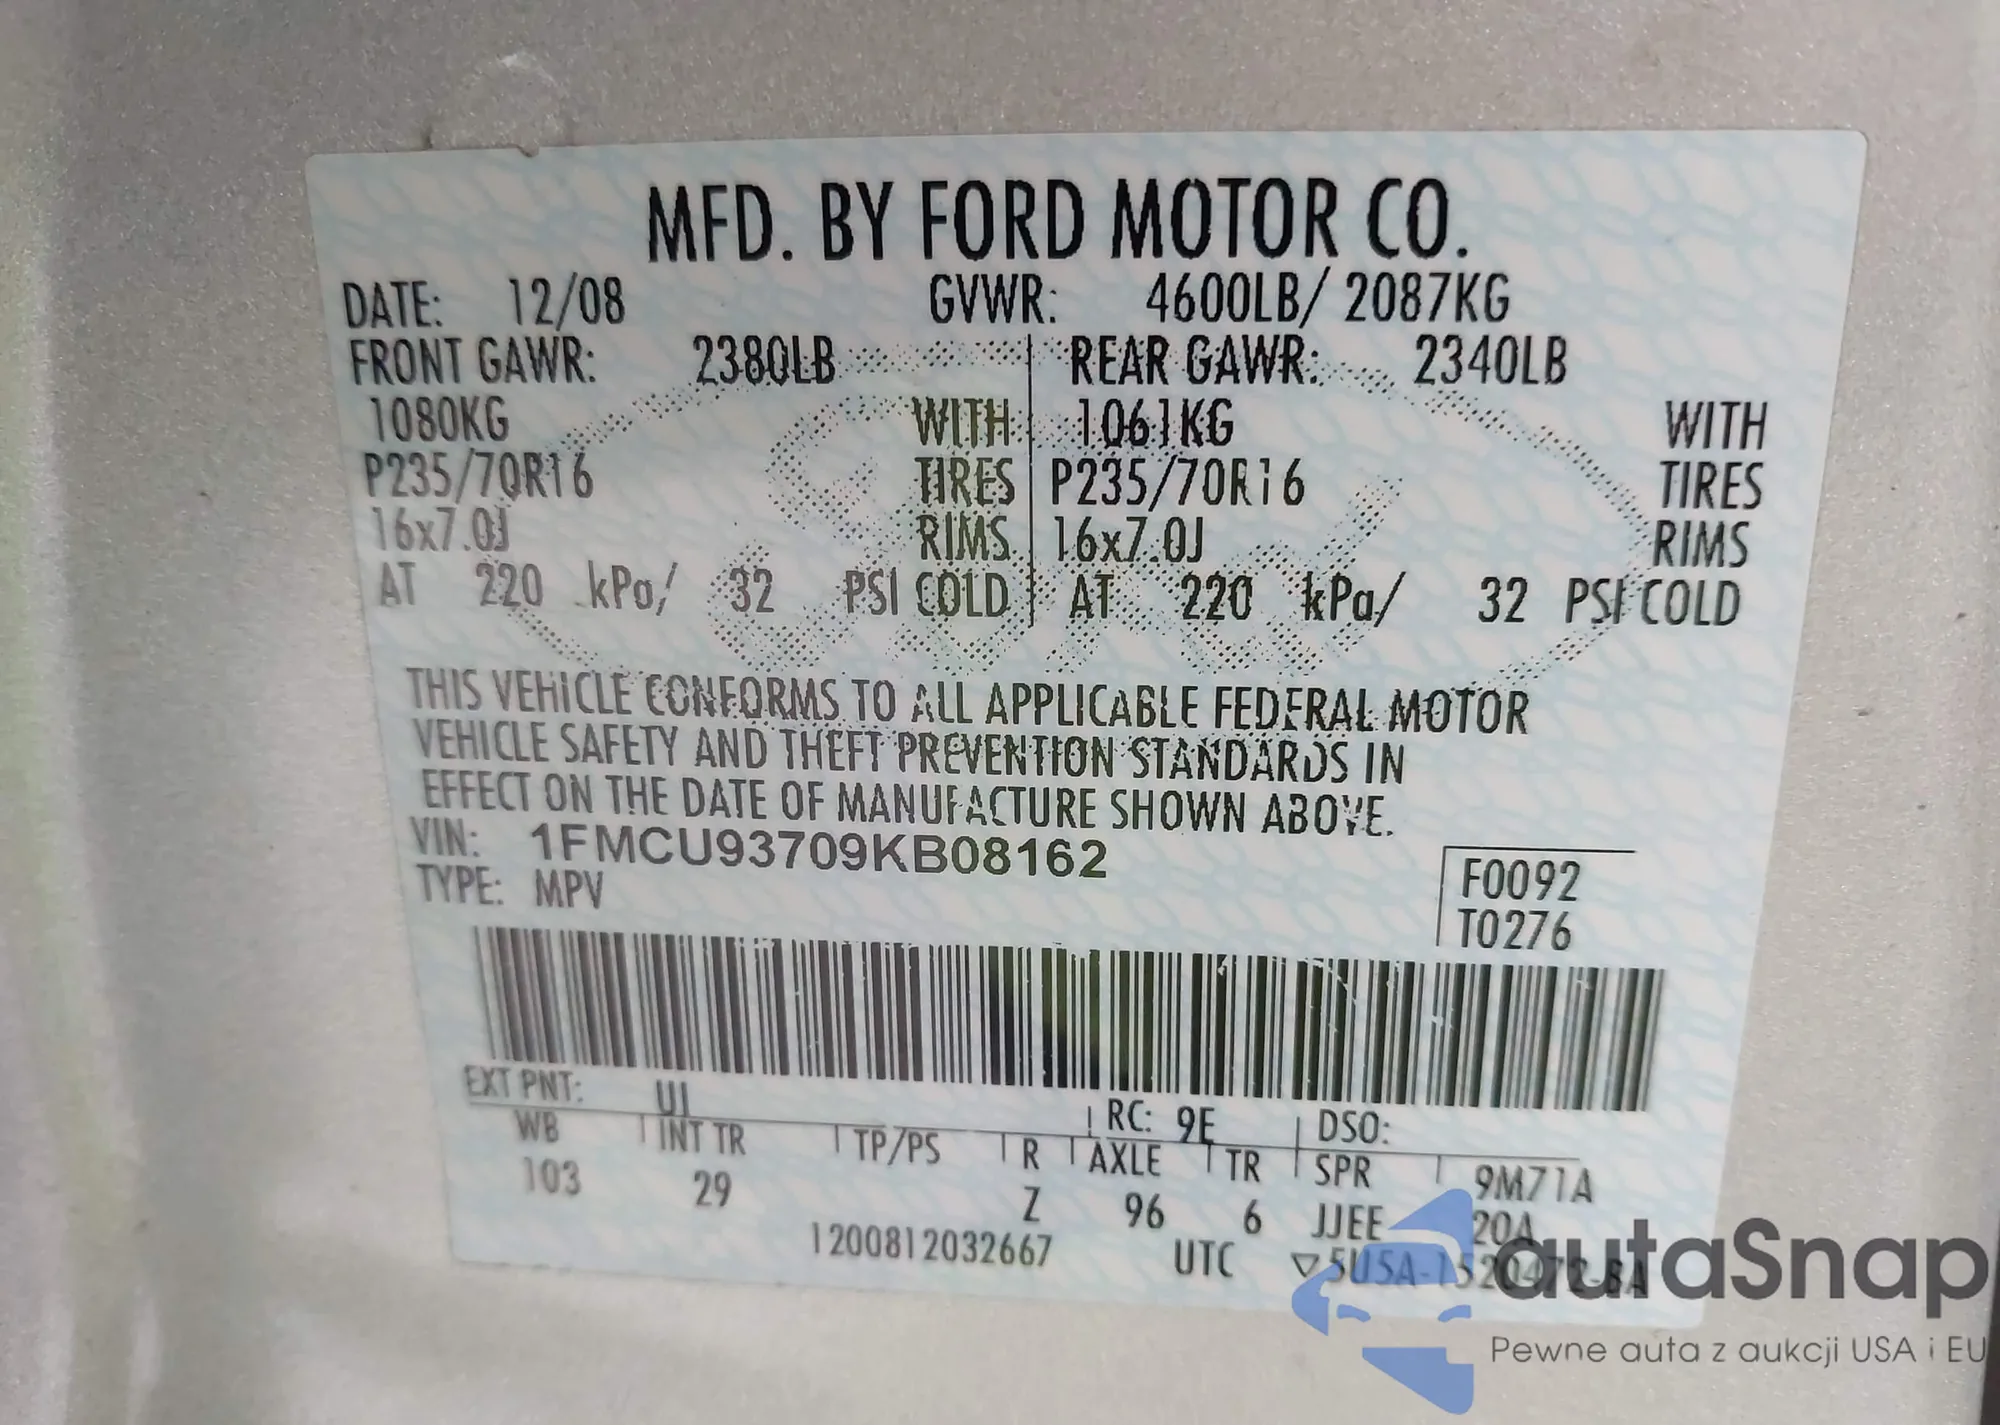 MFD. BY FORD MOTOR CO.
DATE: 12/08 GVWR: 4600LB/ 2087KG
FRONT GAWR: 2380LB REAR GAWR: 2340LB
1080KG WITH 1061KG WITH
P235/70R16 TIRES P235/70R16 TIRES
16x7.0J RIMS 16x7.0J RIMS
AT 220 kPa/ 32 PSI COLD AT 220 kPa/ 32 PSI COLD
THIS VEHICLE CONFORMS TO ALL APPLICABLE FEDERAL MOTOR
VEHICLE SAFETY AND THEFT PREVENTION STANDARDS IN
EFFECT ON THE DATE OF MANUFACTURE SHOWN ABOVE.
VIN: 1FMCU93709KB08162
TYPE: MPV
F0092
T0276
EXT PNT: UJ RC: 9E DSO:
WB INT TR TP/PS R AXLE TR SPR 9M71A
103 29 Z 96 6 JJEE 20A
1200812032667 UTC ▽5U5A-1520472-BA
autaSnap
Pewne auta z aukcji USA i EU